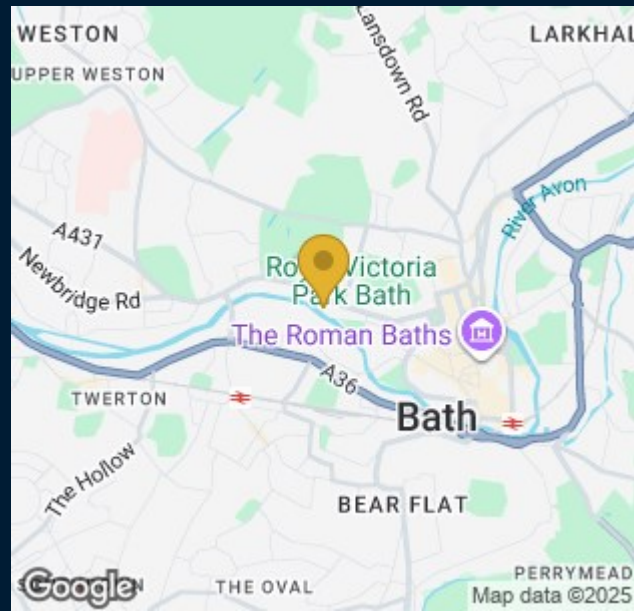 WESTON
LARKHAL
UPPER WESTON
Lansdown Rd
River Avon
A431
Newbridge Rd
Victoria
Park Bath
The Roman Baths
A36
TWERTON
Bath
The Hollow
BEAR FLAT
PERRYMEAD
Google
THE OVAL
Map data ©2025